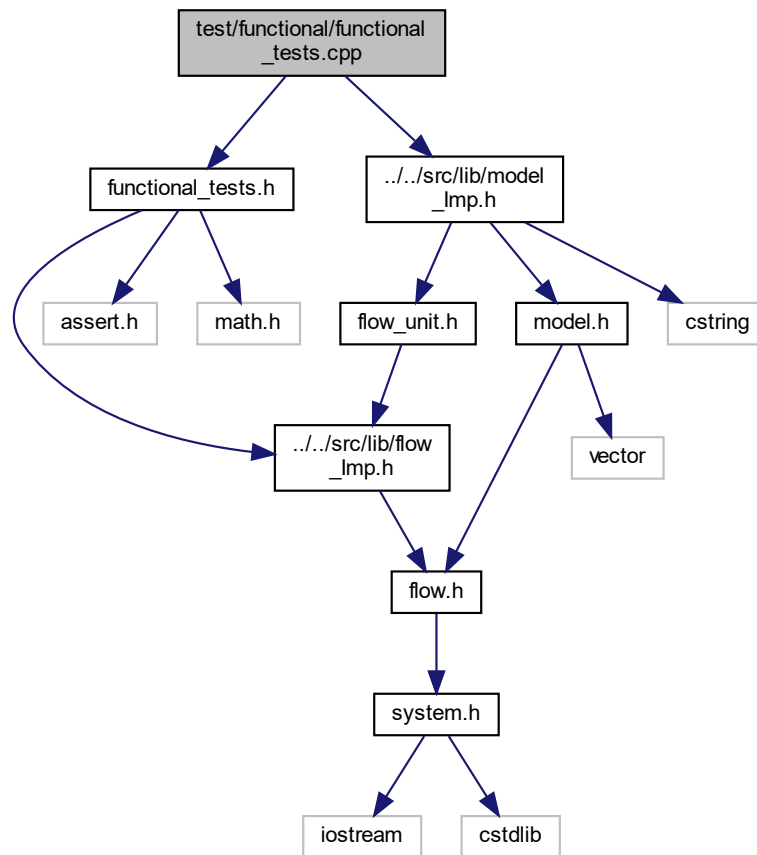 test/functional/functional
_tests.cpp
functional_tests.h
../../src/lib/model
_Imp.h
assert.h
math.h
flow_unit.h
model.h
cstring
../../src/lib/flow
_Imp.h
vector
flow.h
system.h
iostream
cstdlib